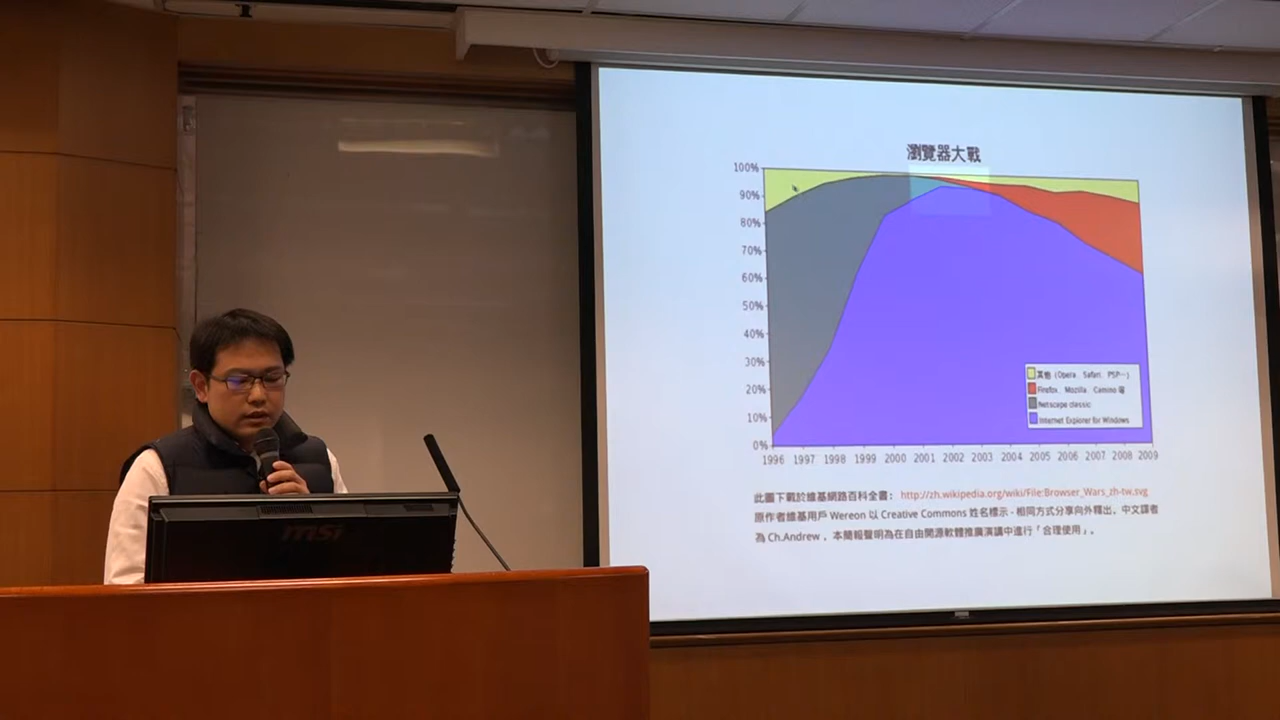 瀏覽器大戰
100%
90%
80%
70%
60%
50%
40%
30%
20%
10%
0%
1996 1997 1998 1999 2000 2001 2002 2003 2004 2005 2006 2007 2008 2009
其他 (Opera、Safari、PSP…)
Firefox、Mozilla、Camino 等
Netscape classic
Internet Explorer for Windows
此圖下載於維基網路百科全書： http://zh.wikipedia.org/wiki/File:Browser_Wars_zh-tw.svg
原作者維基用戶 Wereon 以 Creative Commons 姓名標示 - 相同方式分享向外釋出，中文譯者
為 Ch.Andrew ，本簡報聲明為在自由開源軟體推廣演講中進行「合理使用」。
msi